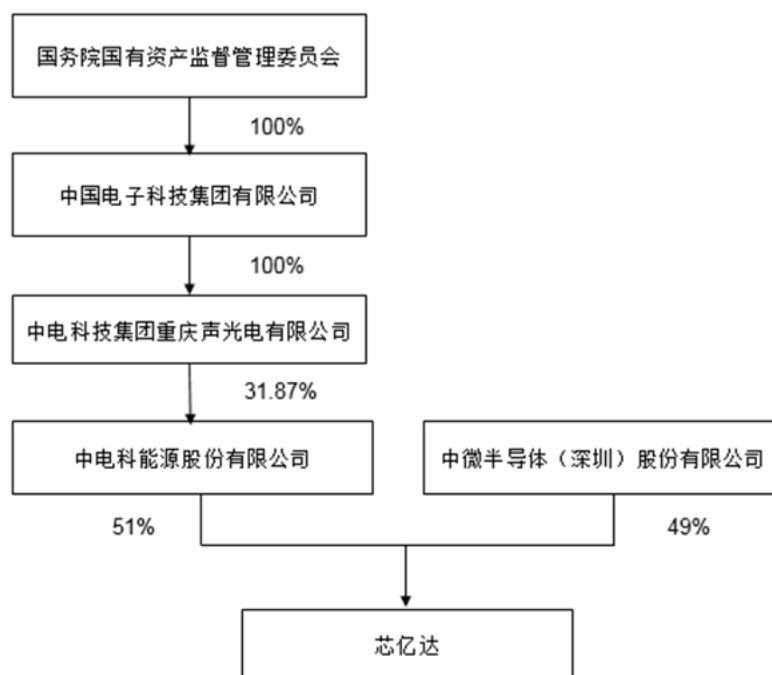 国务院国有资产监督管理委员会
100%
中国电子科技集团有限公司
100%
中电科技集团重庆声光电有限公司
31.87%
中电科能源股份有限公司
中微半导体（深圳）股份有限公司
51%
49%
芯亿达